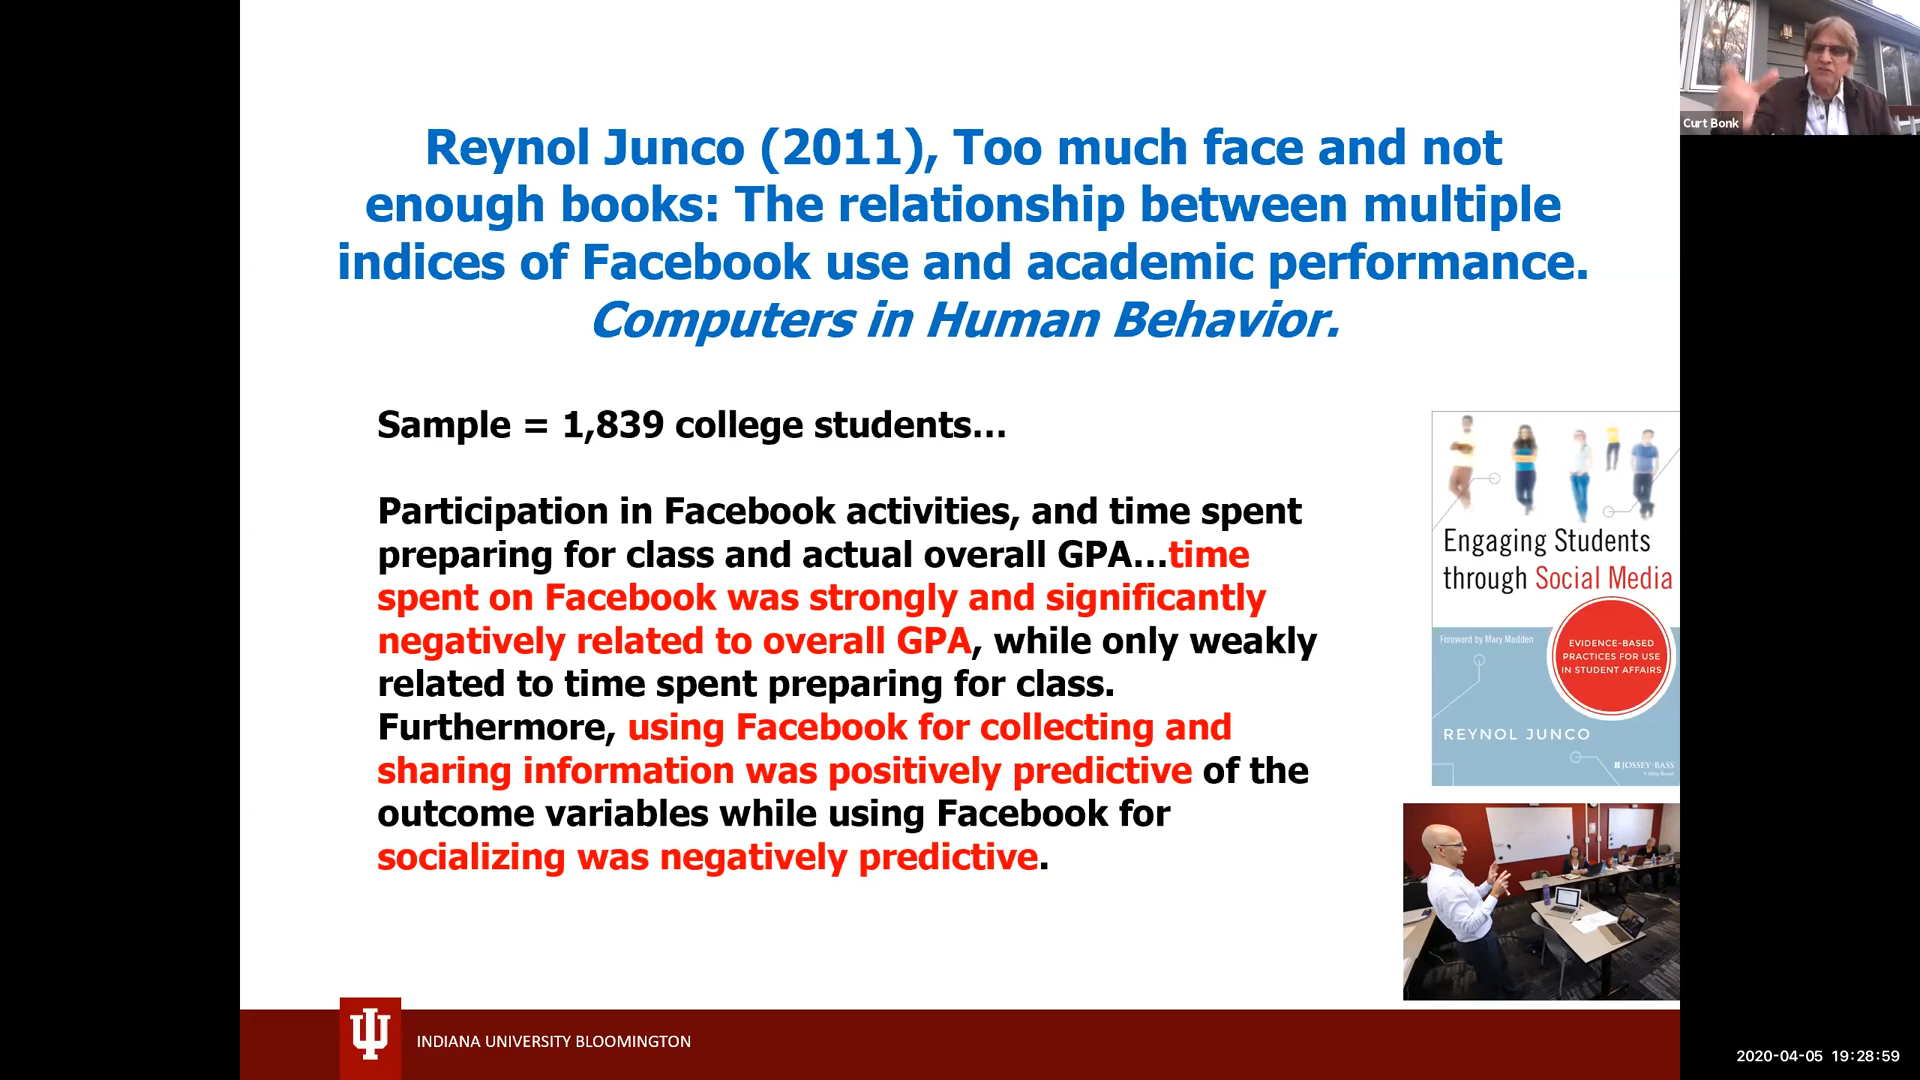 Reynol Junco (2011), Too much face and not
enough books: The relationship between multiple
indices of Facebook use and academic performance.
Computers in Human Behavior.
Sample = 1,839 college students...
Participation in Facebook activities, and time spent
preparing for class and actual overall GPA...time
spent on Facebook was strongly and significantly
negatively related to overall GPA, while only weakly
related to time spent preparing for class.
Furthermore, using Facebook for collecting and
sharing information was positively predictive of the
outcome variables while using Facebook for
socializing was negatively predictive.
Engaging Students
through Social Media
Foreword by Mary Madden
EVIDENCE-BASED
PRACTICES FOR USE
IN STUDENT AFFAIRS
REYNOL JUNCO
JOSSEY-BASS
A Wiley Brand
INDIANA UNIVERSITY BLOOMINGTON
Curt Bonk
2020-04-05 19:28:59